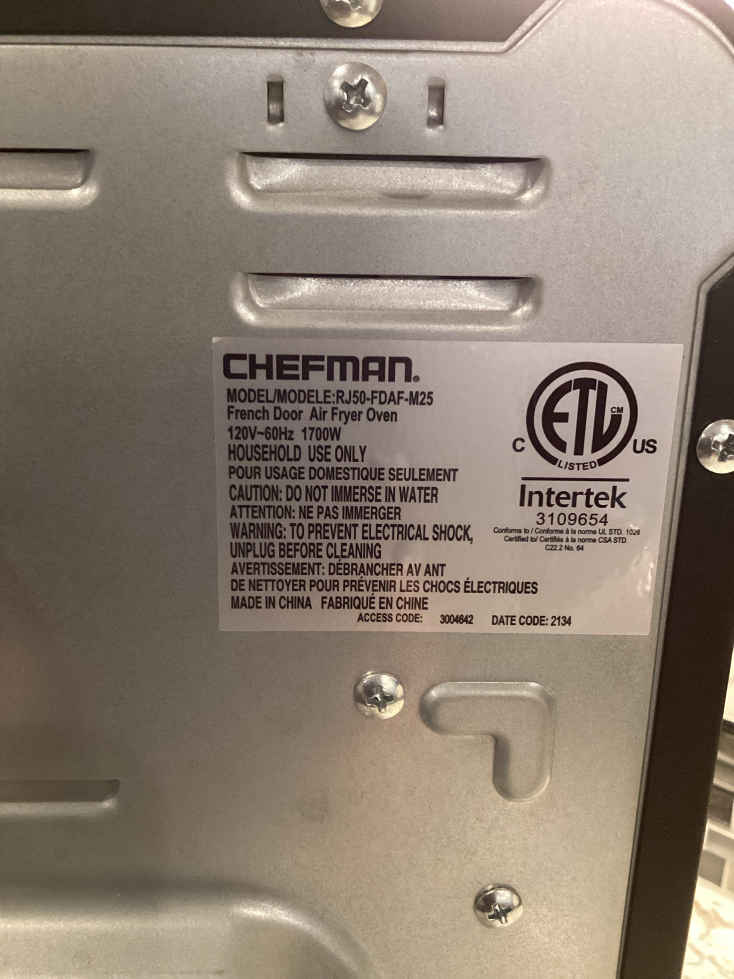 CHEFMAN®
MODEL/MODELE:RJ50-FDAF-M25
French Door Air Fryer Oven
120V~60Hz 1700W
HOUSEHOLD USE ONLY
POUR USAGE DOMESTIQUE SEULEMENT
CAUTION: DO NOT IMMERSE IN WATER
ATTENTION: NE PAS IMMERGER
WARNING: TO PREVENT ELECTRICAL SHOCK,
UNPLUG BEFORE CLEANING
AVERTISSEMENT: DÉBRANCHER AV ANT
DE NETTOYER POUR PRÉVENIR LES CHOCS ÉLECTRIQUES
MADE IN CHINA FABRIQUÉ EN CHINE
ACCESS CODE: 3004642 DATE CODE: 2134
ETL CM
C US
LISTED
Intertek
3109654
Conforms to / Conforme à la norme UL STD. 1026
Certified to/ Certifiés à la norme CSA STD
C22.2 No. 64